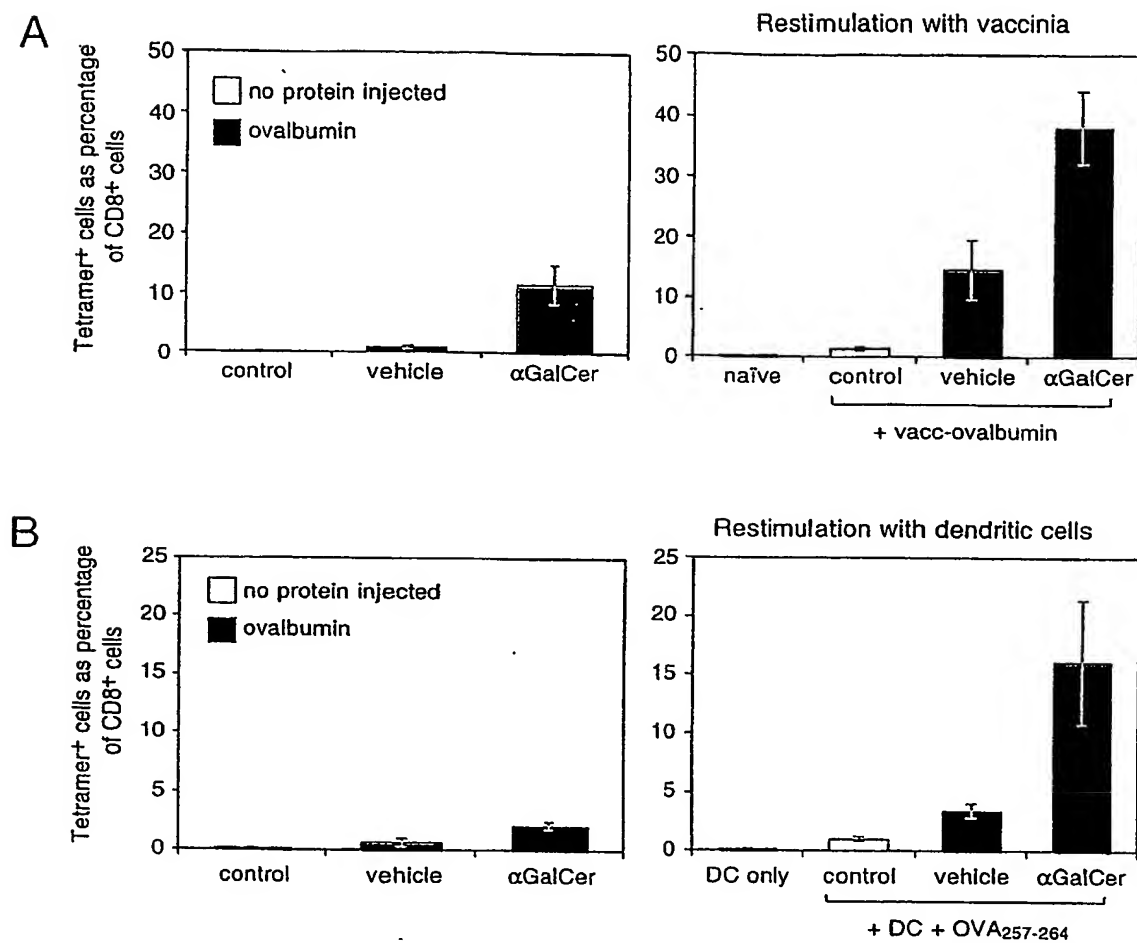 A
Tetramer+ cells as percentage
of CD8+ cells
50
40
30
20
10
0
no protein injected
ovalbumin
control
vehicle
αGalCer
Restimulation with vaccinia
50
40
30
20
10
0
naïve
control
vehicle
αGalCer
+ vacc-ovalbumin
B
Tetramer+ cells as percentage
of CD8+ cells
25
20
15
10
5
0
no protein injected
ovalbumin
control
vehicle
αGalCer
Restimulation with dendritic cells
25
20
15
10
5
0
DC only
control
vehicle
αGalCer
+ DC + OVA257-264